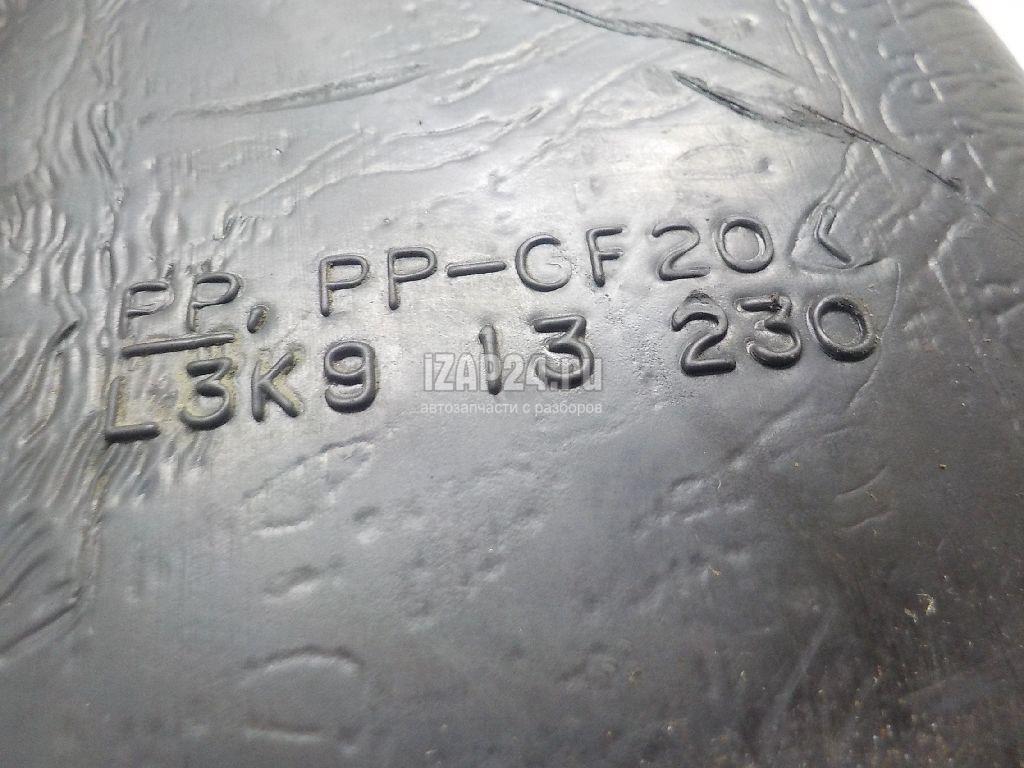 PP, PP-GF20<
L3K9 13 230
iZAP24.ru
автозапчасти с разборов